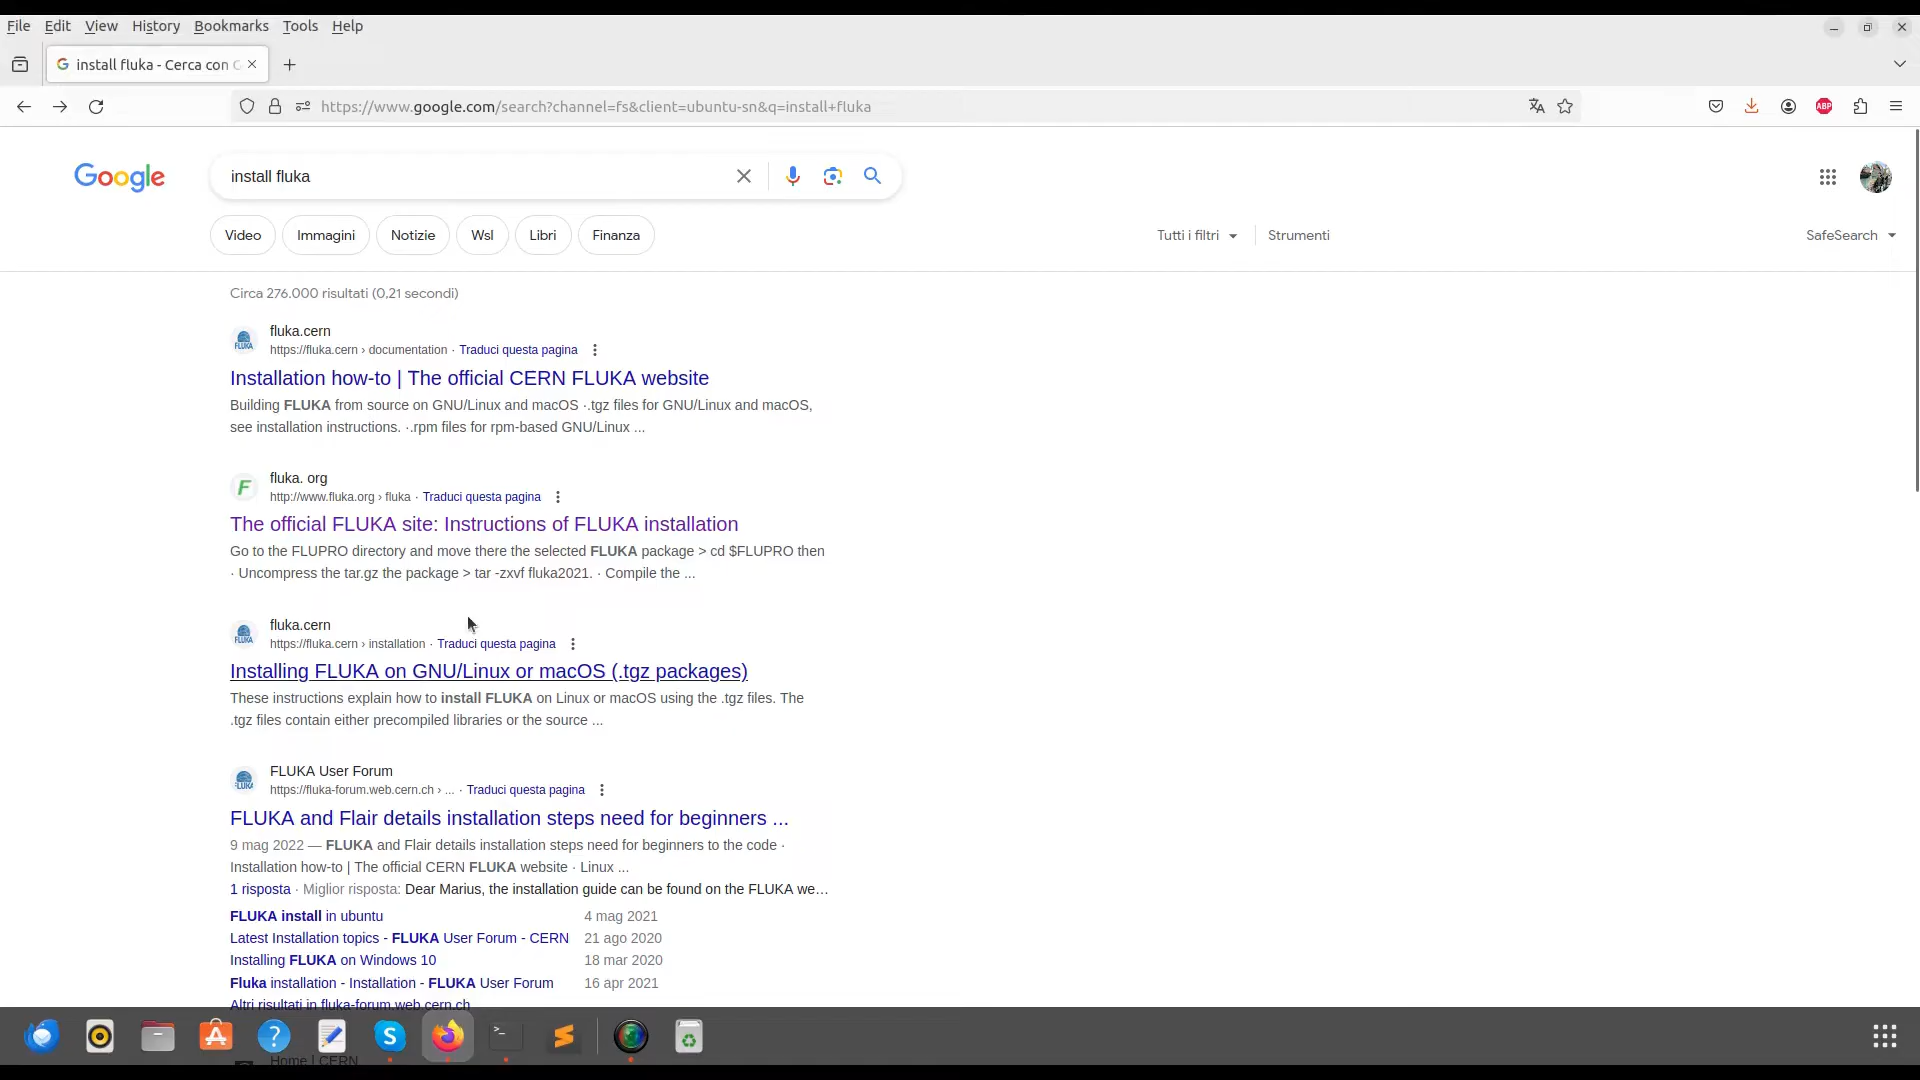 File Edit View History Bookmarks Tools Help
install fluka - Cerca con G
https://www.google.com/search?channel=fs&client=ubuntu-sn&q=install+fluka
ABP
Google
install fluka
Video Immagini Notizie Wsl Libri Finanza Tutti i filtri Strumenti SafeSearch
Circa 276.000 risultati (0,21 secondi)
FLUKA
fluka.cern
https://fluka.cern › documentation · Traduci questa pagina
Installation how-to | The official CERN FLUKA website
Building FLUKA from source on GNU/Linux and macOS ·.tgz files for GNU/Linux and macOS,
see installation instructions. ·.rpm files for rpm-based GNU/Linux ...
F
fluka. org
http://www.fluka.org › fluka · Traduci questa pagina
The official FLUKA site: Instructions of FLUKA installation
Go to the FLUPRO directory and move there the selected FLUKA package > cd $FLUPRO then
· Uncompress the tar.gz the package > tar -zxvf fluka2021. · Compile the ...
FLUKA
fluka.cern
https://fluka.cern › installation · Traduci questa pagina
Installing FLUKA on GNU/Linux or macOS (.tgz packages)
These instructions explain how to install FLUKA on Linux or macOS using the .tgz files. The
.tgz files contain either precompiled libraries or the source ...
FLUKA
FLUKA User Forum
https://fluka-forum.web.cern.ch › ... · Traduci questa pagina
FLUKA and Flair details installation steps need for beginners ...
9 mag 2022 — FLUKA and Flair details installation steps need for beginners to the code ·
Installation how-to | The official CERN FLUKA website · Linux ...
1 risposta · Miglior risposta: Dear Marius, the installation guide can be found on the FLUKA we…
FLUKA install in ubuntu 4 mag 2021
Latest Installation topics - FLUKA User Forum - CERN 21 ago 2020
Installing FLUKA on Windows 10 18 mar 2020
Fluka installation - Installation - FLUKA User Forum 16 apr 2021
Altri risultati in fluka-forum.web.cern.ch
Home | CERN